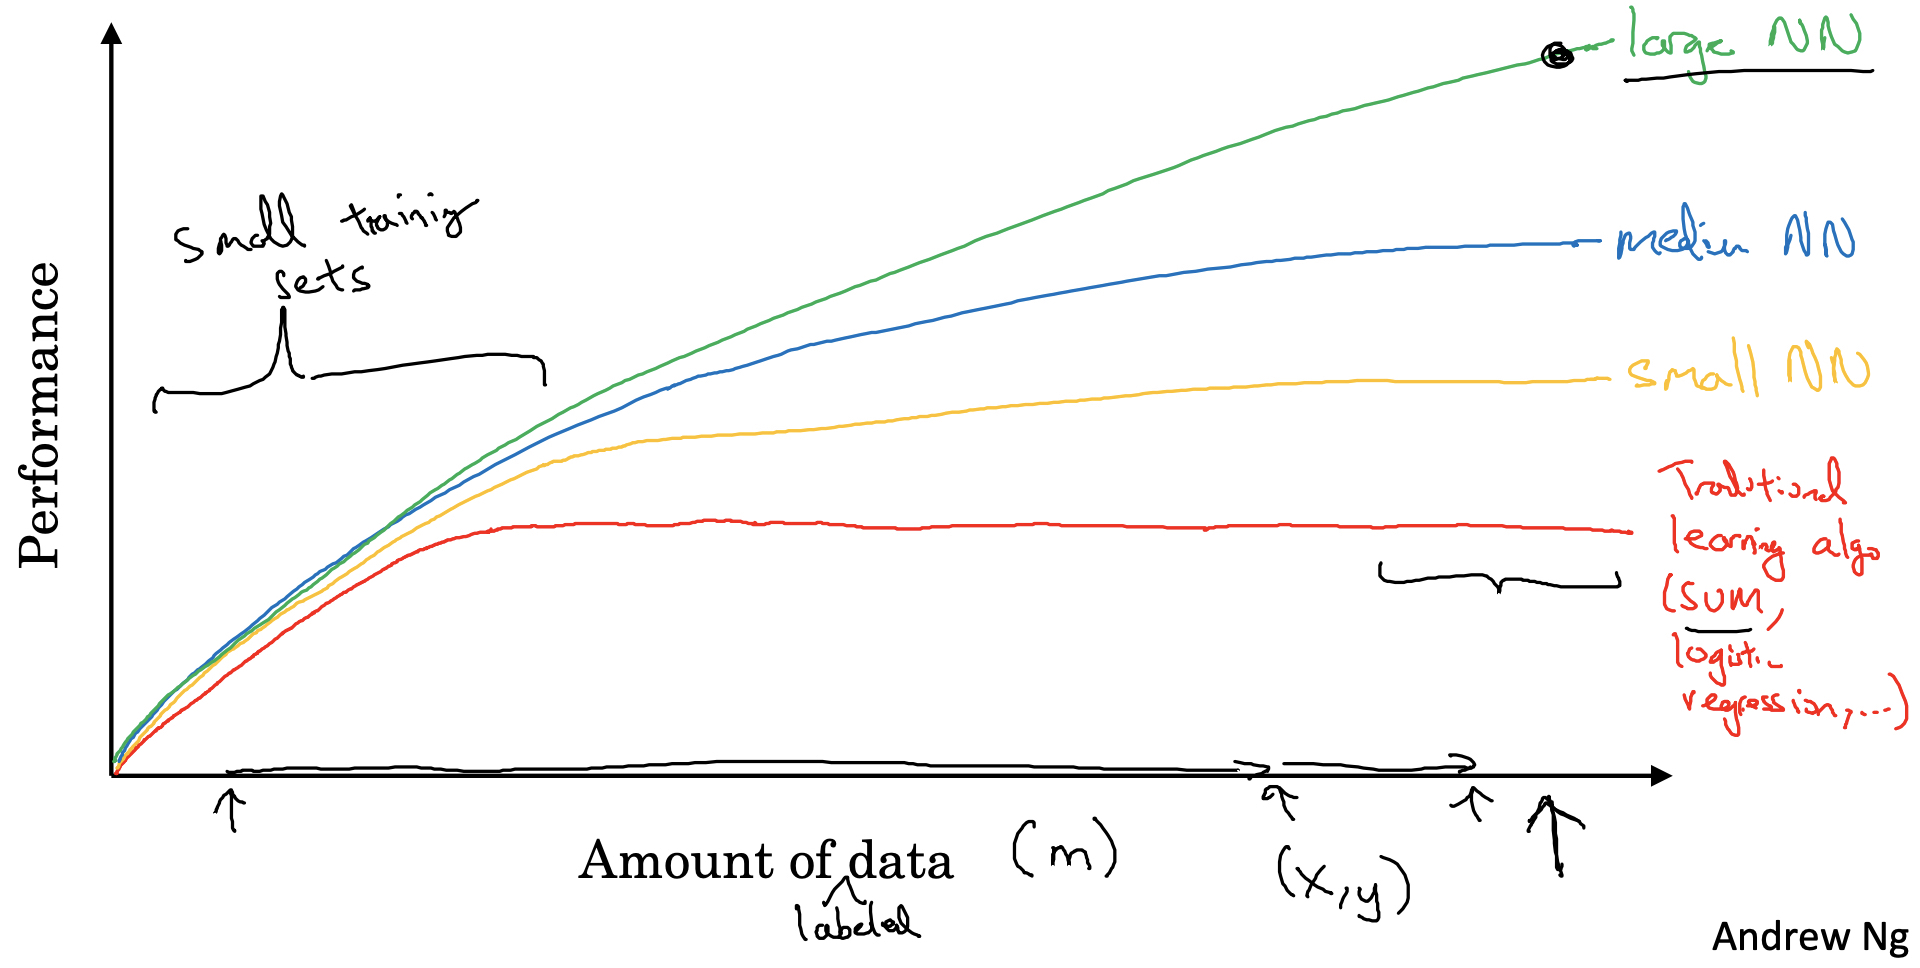 large NN
small training
sets
medium NN
Performance
small NN
Traditional
learning algo
(SVM,
logistic
regression,...)
Amount of data (m)
labeled
(x,y)
Andrew Ng